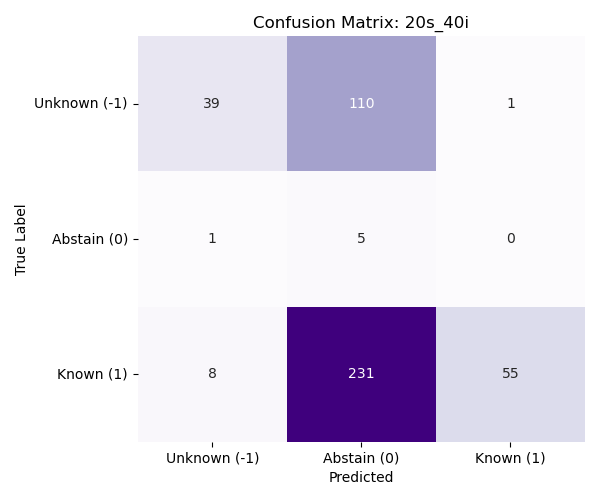 Confusion Matrix: 20s_40i
True Label
Unknown (-1) 39 110 1
Abstain (0) 1 5 0
Known (1) 8 231 55
Unknown (-1) Abstain (0) Known (1)
Predicted